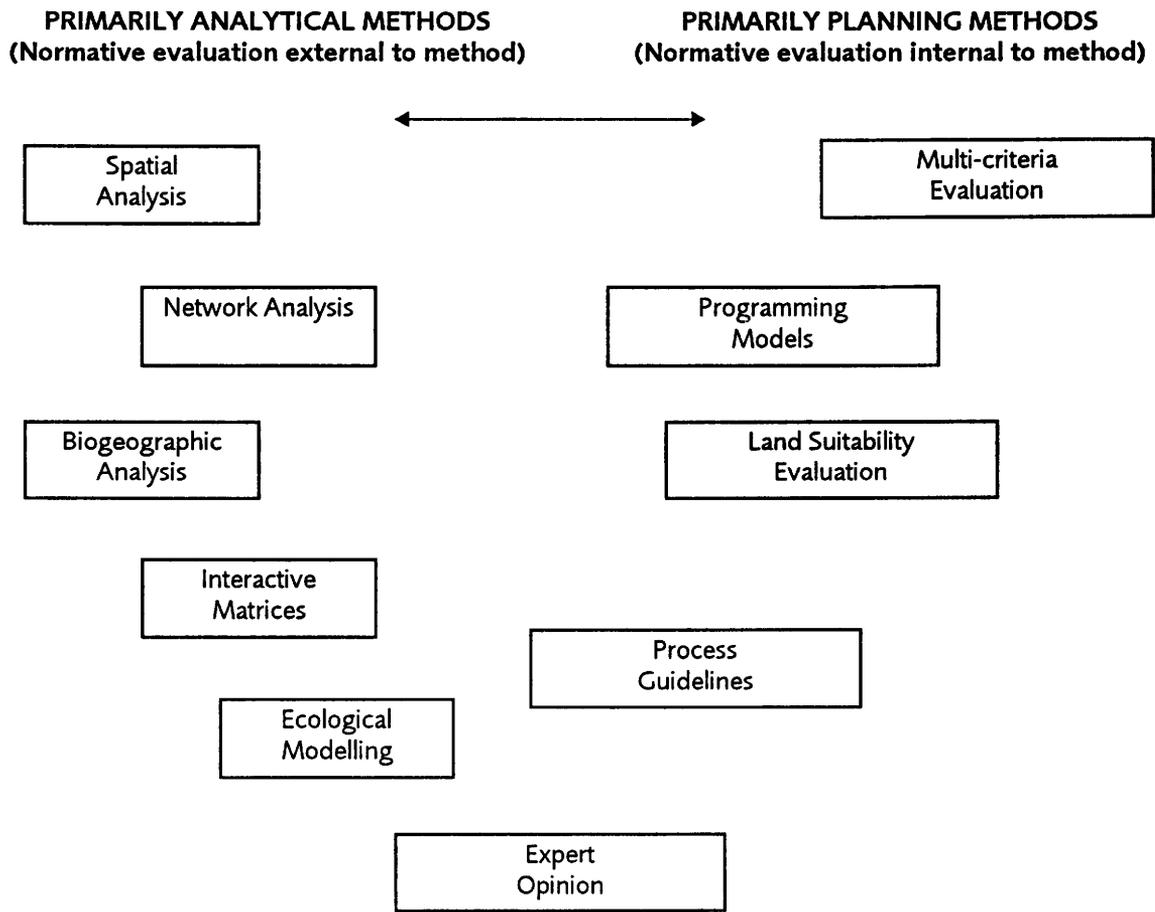 PRIMARILY ANALYTICAL METHODS
(Normative evaluation external to method)
PRIMARILY PLANNING METHODS
(Normative evaluation internal to method)
Spatial
Analysis
Multi-criteria
Evaluation
Network Analysis
Programming
Models
Biogeographic
Analysis
Land Suitability
Evaluation
Interactive
Matrices
Process
Guidelines
Ecological
Modelling
Expert
Opinion